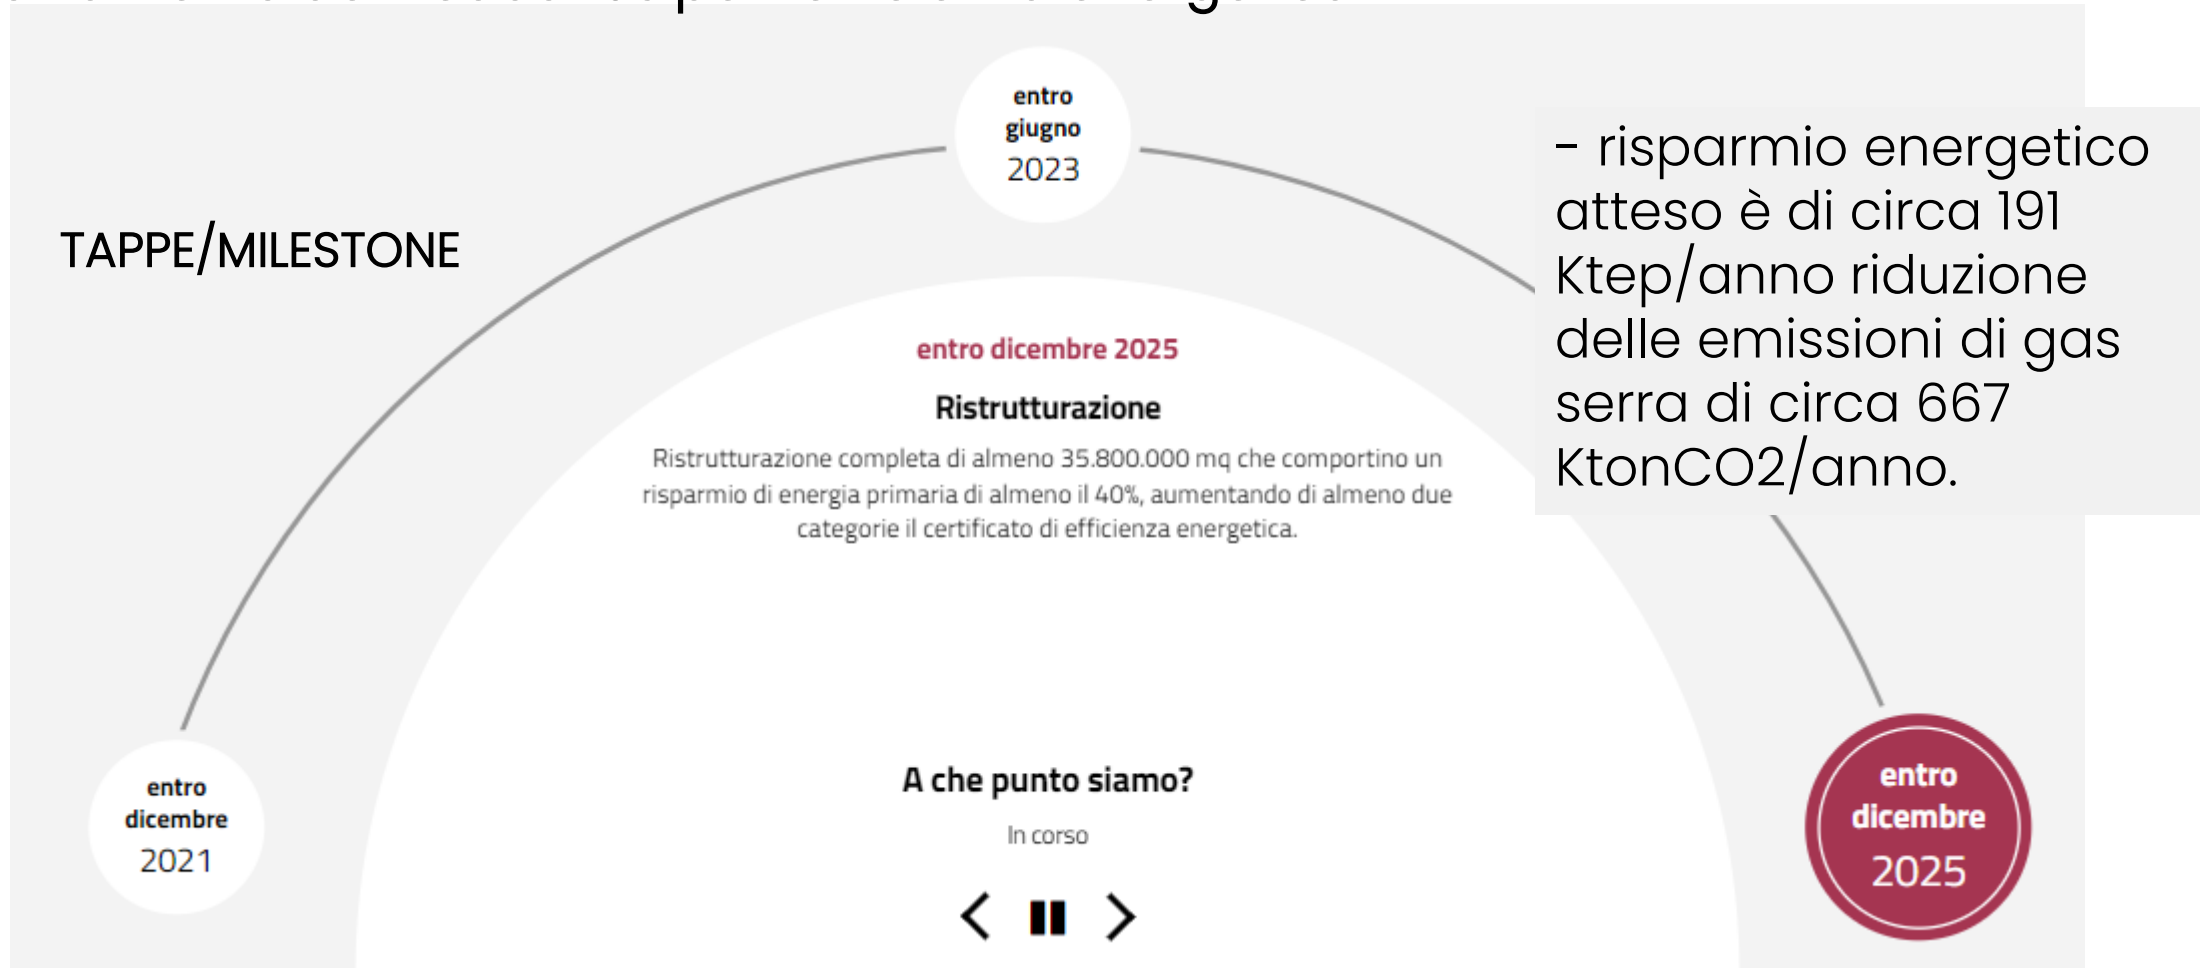 entro
giugno
2023
TAPPE/MILESTONE
- risparmio energetico
atteso è di circa 191
Ktep/anno riduzione
delle emissioni di gas
serra di circa 667
KtonCO2/anno.
entro dicembre 2025
Ristrutturazione
Ristrutturazione completa di almeno 35.800.000 mq che comportino un
risparmio di energia primaria di almeno il 40%, aumentando di almeno due
categorie il certificato di efficienza energetica.
A che punto siamo?
In corso
entro
dicembre
2021
entro
dicembre
2025